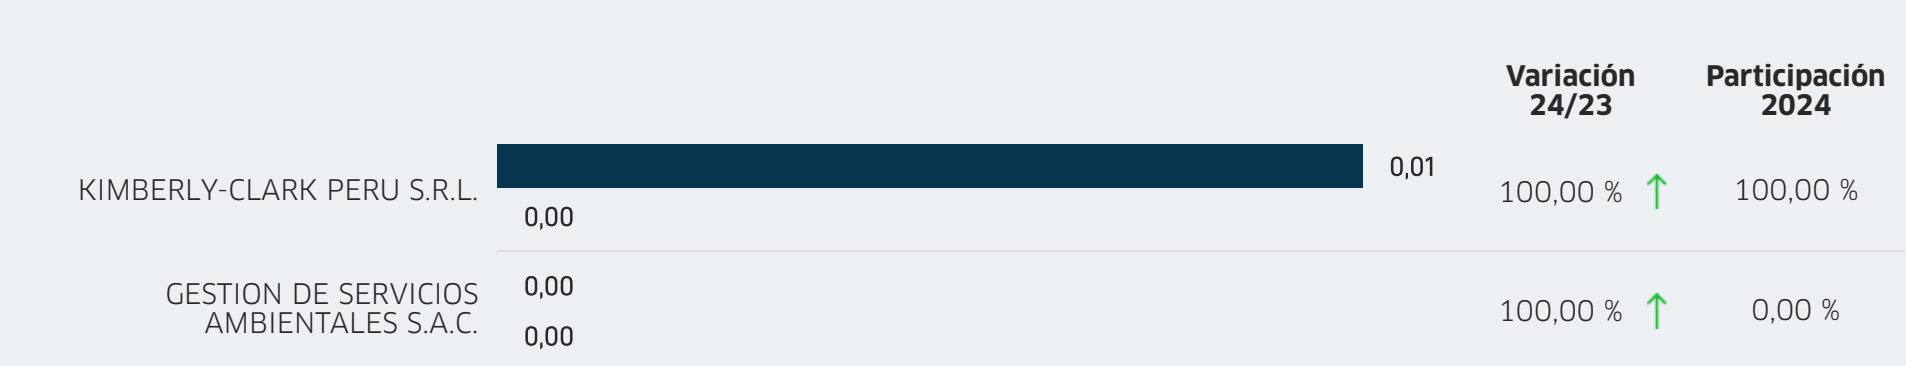 Variación
24/23
Participación
2024
KIMBERLY-CLARK PERU S.R.L.
0,01
0,00
100,00 %
100,00 %
GESTION DE SERVICIOS
AMBIENTALES S.A.C.
0,00
0,00
100,00 %
0,00 %